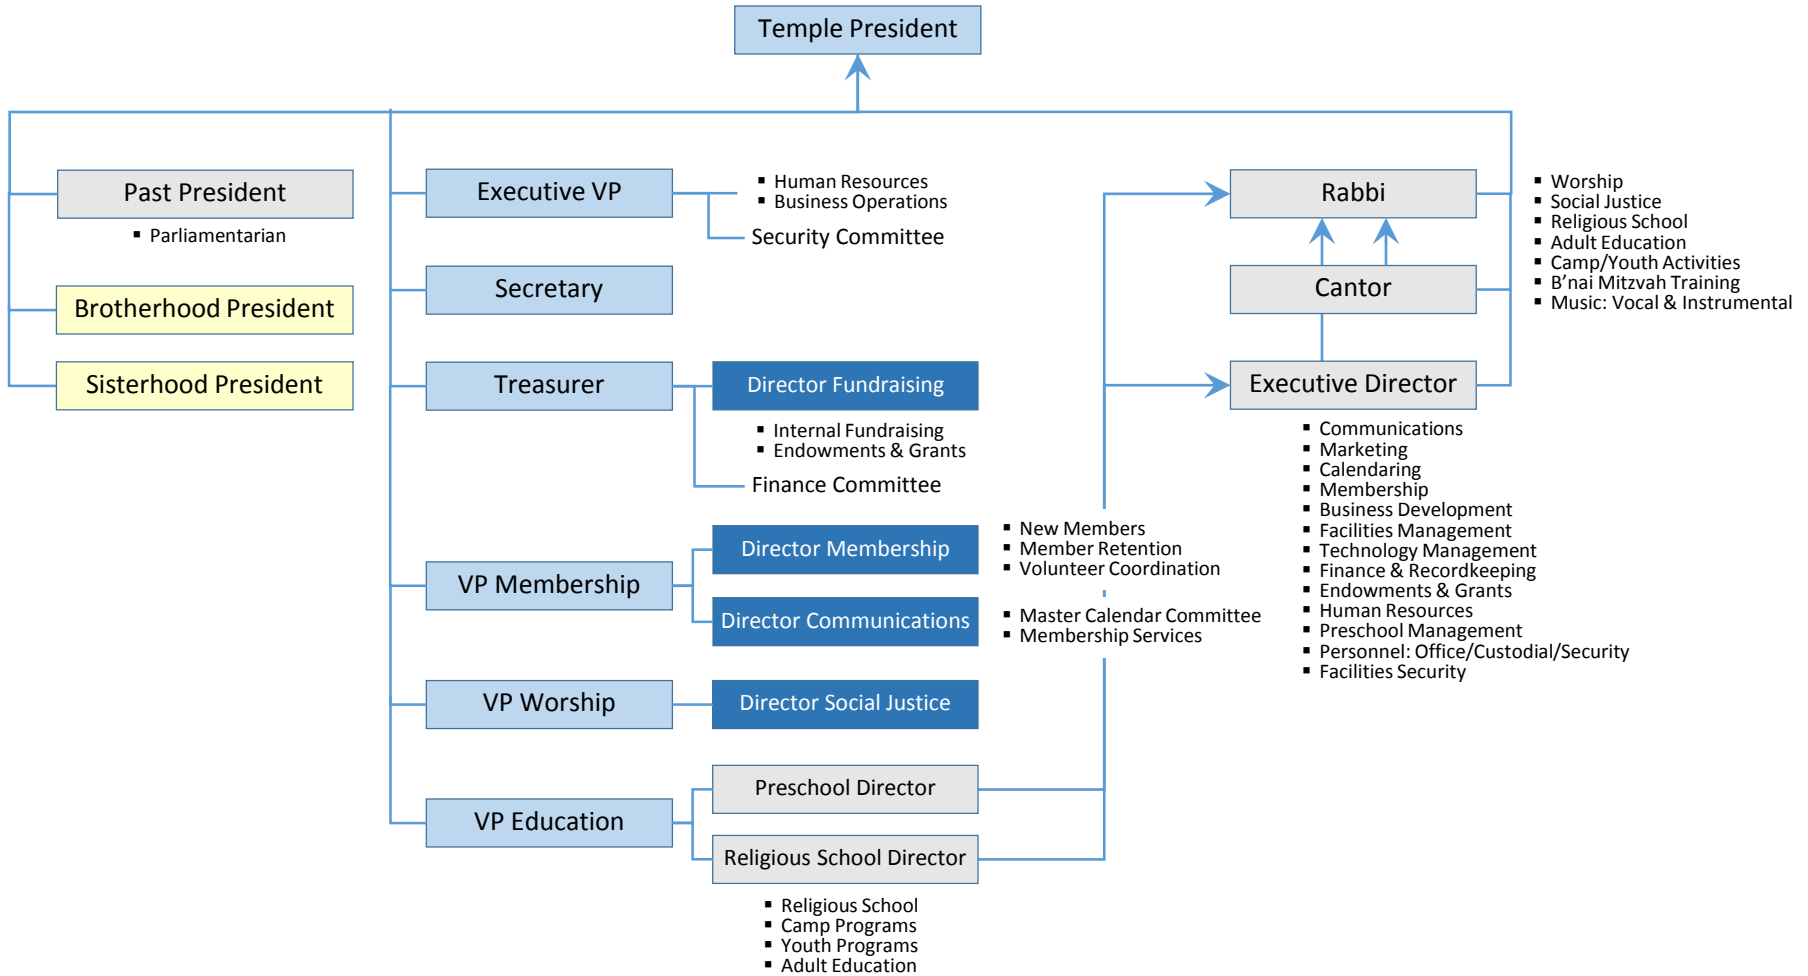 Temple President
Past President
▪ Parliamentarian
Brotherhood President
Sisterhood President
Executive VP
▪ Human Resources
▪ Business Operations
Security Committee
Secretary
Treasurer
Director Fundraising
▪ Internal Fundraising
▪ Endowments & Grants
Finance Committee
VP Membership
Director Membership
▪ New Members
▪ Member Retention
▪ Volunteer Coordination
Director Communications
▪ Master Calendar Committee
▪ Membership Services
VP Worship
Director Social Justice
VP Education
Preschool Director
Religious School Director
▪ Religious School
▪ Camp Programs
▪ Youth Programs
▪ Adult Education
Rabbi
Cantor
▪ Worship
▪ Social Justice
▪ Religious School
▪ Adult Education
▪ Camp/Youth Activities
▪ B'nai Mitzvah Training
▪ Music: Vocal & Instrumental
Executive Director
▪ Communications
▪ Marketing
▪ Calendaring
▪ Membership
▪ Business Development
▪ Facilities Management
▪ Technology Management
▪ Finance & Recordkeeping
▪ Endowments & Grants
▪ Human Resources
▪ Preschool Management
▪ Personnel: Office/Custodial/Security
▪ Facilities Security